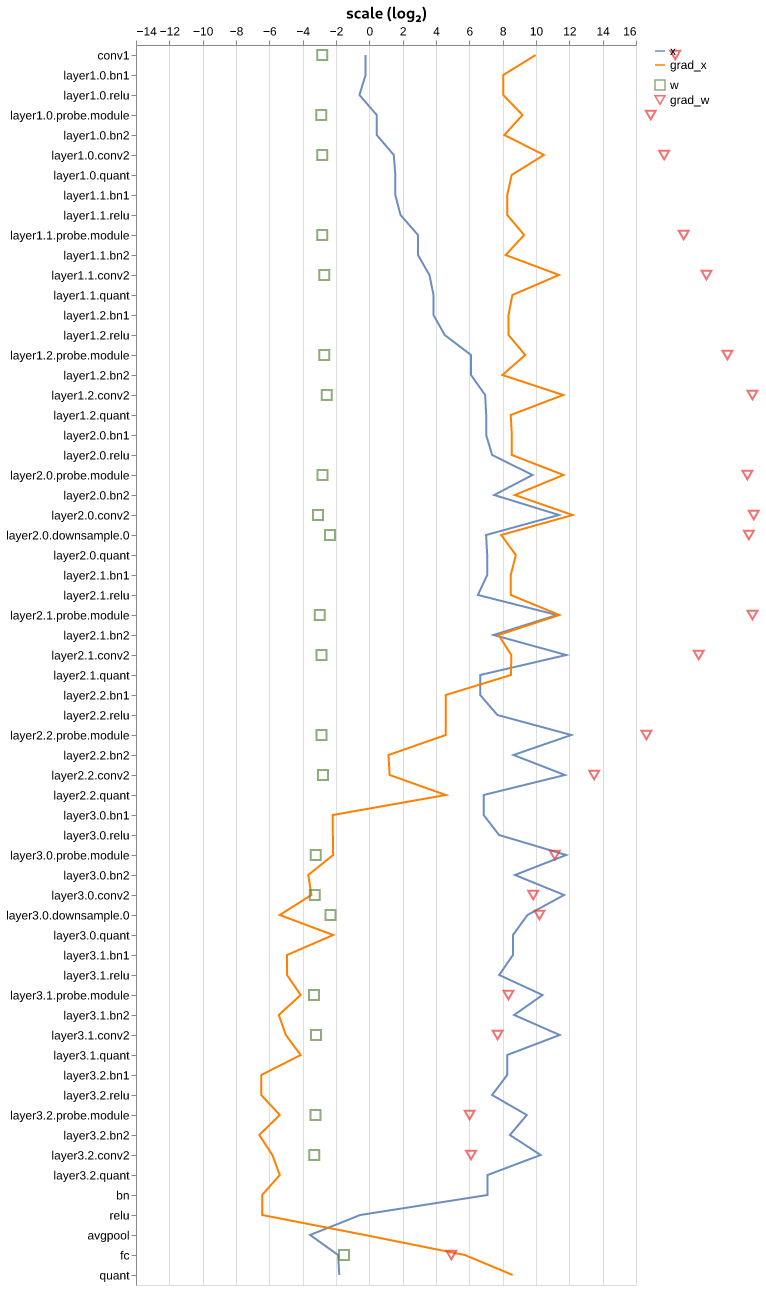 scale (log₂)
−14 −12 −10 −8 −6 −4 −2 0 2 4 6 8 10 12 14 16
x
grad_x
w
grad_w
conv1
layer1.0.bn1
layer1.0.relu
layer1.0.probe.module
layer1.0.bn2
layer1.0.conv2
layer1.0.quant
layer1.1.bn1
layer1.1.relu
layer1.1.probe.module
layer1.1.bn2
layer1.1.conv2
layer1.1.quant
layer1.2.bn1
layer1.2.relu
layer1.2.probe.module
layer1.2.bn2
layer1.2.conv2
layer1.2.quant
layer2.0.bn1
layer2.0.relu
layer2.0.probe.module
layer2.0.bn2
layer2.0.conv2
layer2.0.downsample.0
layer2.0.quant
layer2.1.bn1
layer2.1.relu
layer2.1.probe.module
layer2.1.bn2
layer2.1.conv2
layer2.1.quant
layer2.2.bn1
layer2.2.relu
layer2.2.probe.module
layer2.2.bn2
layer2.2.conv2
layer2.2.quant
layer3.0.bn1
layer3.0.relu
layer3.0.probe.module
layer3.0.bn2
layer3.0.conv2
layer3.0.downsample.0
layer3.0.quant
layer3.1.bn1
layer3.1.relu
layer3.1.probe.module
layer3.1.bn2
layer3.1.conv2
layer3.1.quant
layer3.2.bn1
layer3.2.relu
layer3.2.probe.module
layer3.2.bn2
layer3.2.conv2
layer3.2.quant
bn
relu
avgpool
fc
quant